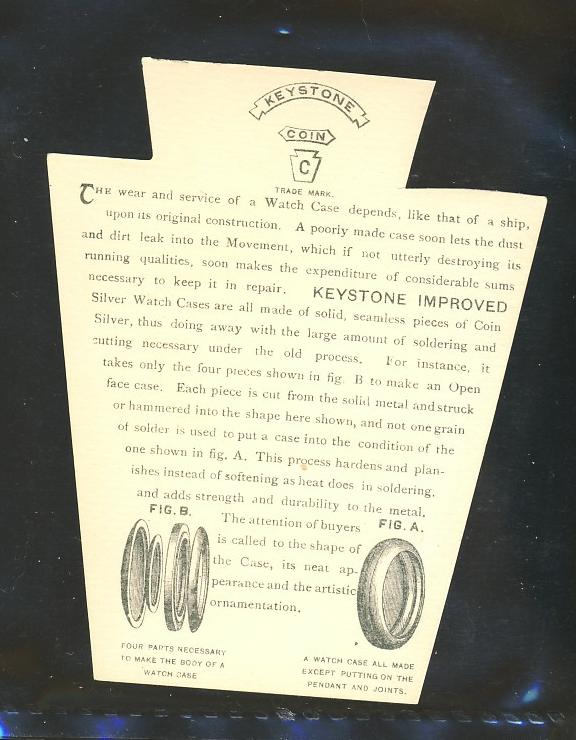 KEYSTONE
COIN
C
TRADE MARK.
THE wear and service of a Watch Case depends, like that of a ship,
upon its original construction. A poorly made case soon lets the dust
and dirt leak into the Movement, which if not utterly destroying its
running qualities, soon makes the expenditure of considerable sums
necessary to keep it in repair. KEYSTONE IMPROVED
Silver Watch Cases are all made of solid, seamless pieces of Coin
Silver, thus doing away with the large amount of soldering and
cutting necessary under the old process. For instance, it
takes only the four pieces shown in fig. B to make an Open
face case. Each piece is cut from the solid metal and struck
or hammered into the shape here shown, and not one grain
of solder is used to put a case into the condition of the
one shown in fig. A. This process hardens and plan-
ishes instead of softening as heat does in soldering,
and adds strength and durability to the metal.
FIG. B.
The attention of buyers
is called to the shape of
the Case, its neat ap-
pearance and the artistic
ornamentation.
FIG. A.
FOUR PARTS NECESSARY
TO MAKE THE BODY OF A
WATCH CASE
A WATCH CASE ALL MADE
EXCEPT PUTTING ON THE
PENDANT AND JOINTS.